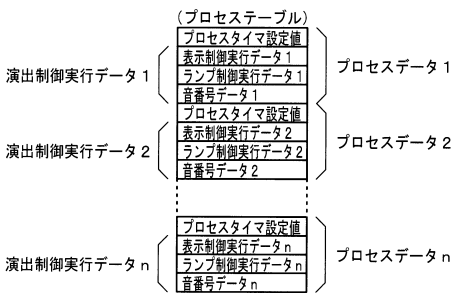 (プロセステーブル)
プロセスタイマ設定値
表示制御実行データ1
ランプ制御実行データ1
音番号データ1
演出制御実行データ1
プロセスデータ1
プロセスタイマ設定値
表示制御実行データ2
ランプ制御実行データ2
音番号データ2
演出制御実行データ2
プロセスデータ2
プロセスタイマ設定値
表示制御実行データn
ランプ制御実行データn
音番号データn
演出制御実行データn
プロセスデータn